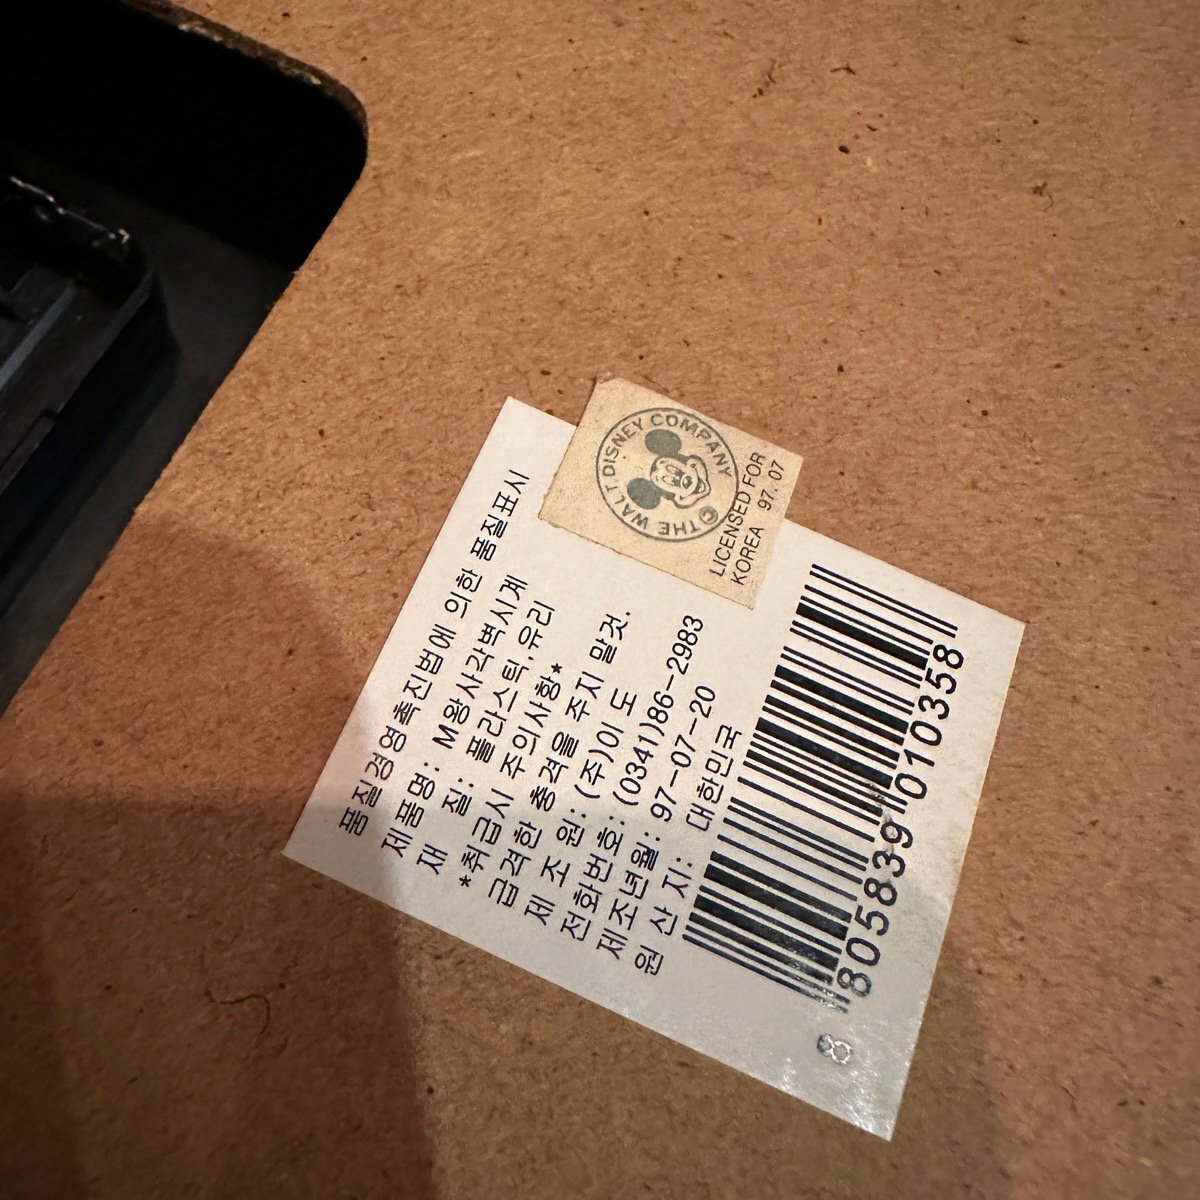 품질경영촉진법에 의한 품질표시
제품명: M왕사각벽시계
재 질: 플라스틱, 유리
*취급시 주의사항*
급격한 충격을 주지 말것.
제 조 원: (주)이 도
전화번호: (0341)86-2983
제조년월: 97-07-20
원 산 지: 대한민국
8 805839 010358
© THE WALT DISNEY COMPANY
LICENSED FOR
KOREA 97. 07